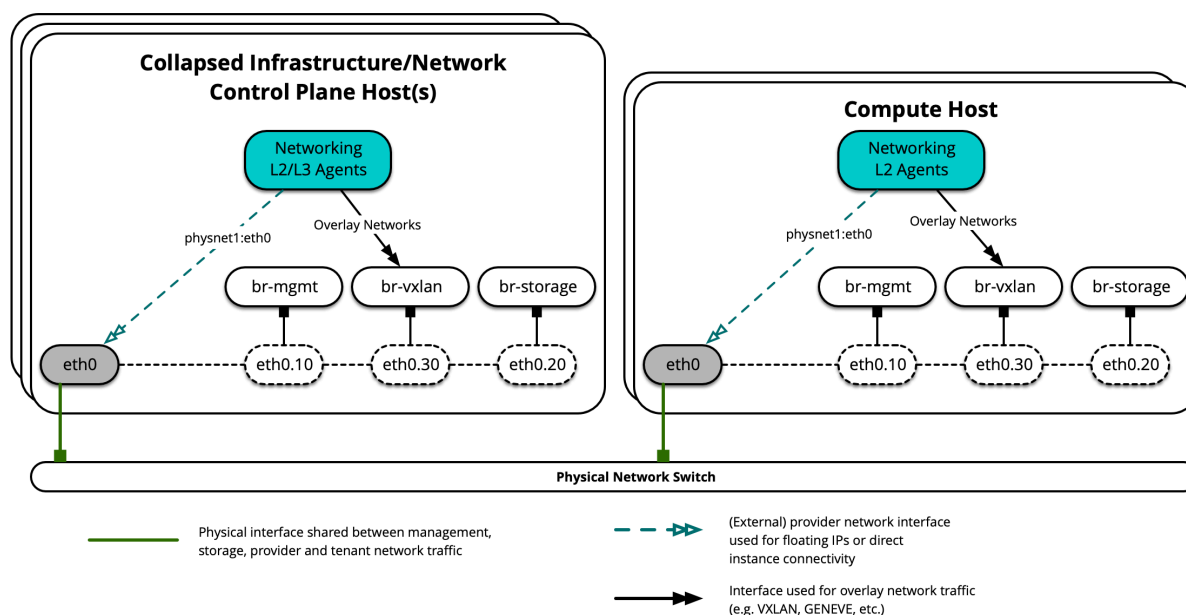 Collapsed Infrastructure/Network
Control Plane Host(s)
Networking
L2/L3 Agents
Overlay Networks
physnet1:eth0
br-mgmt
br-vxlan
br-storage
eth0
eth0.10
eth0.30
eth0.20
Compute Host
Networking
L2 Agents
Overlay Networks
physnet1:eth0
br-mgmt
br-vxlan
br-storage
eth0
eth0.10
eth0.30
eth0.20
Physical Network Switch
Physical interface shared between management,
storage, provider and tenant network traffic
(External) provider network interface
used for floating IPs or direct
instance connectivity
Interface used for overlay network traffic
(e.g. VXLAN, GENEVE, etc.)